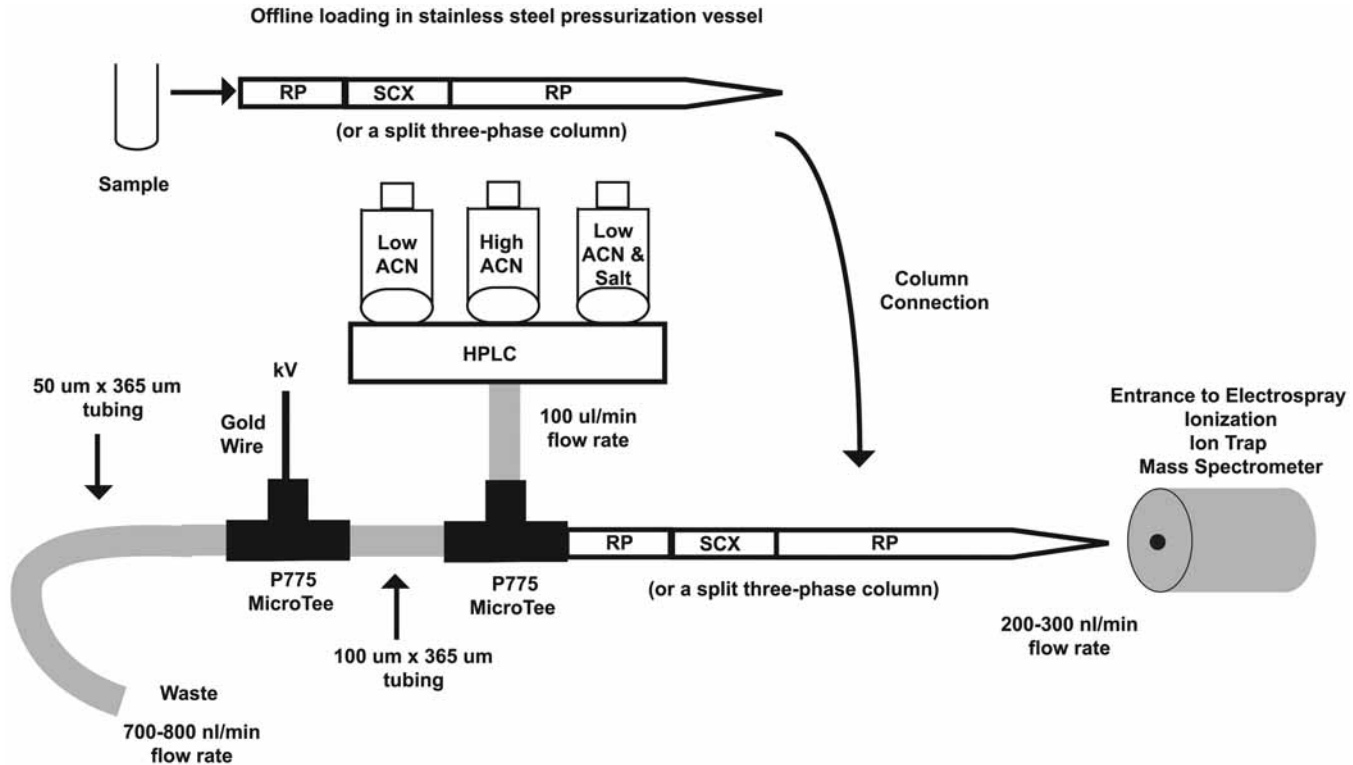 Offline loading in stainless steel pressurization vessel
RP
SCX
RP
(or a split three-phase column)
Sample
Low
ACN
High
ACN
Low
ACN &
Salt
Column
Connection
HPLC
kV
50 um x 365 um
tubing
Gold
Wire
100 ul/min
flow rate
Entrance to Electrospray
Ionization
Ion Trap
Mass Spectrometer
RP
SCX
RP
P775
MicroTee
P775
MicroTee
(or a split three-phase column)
200-300 nl/min
flow rate
100 um x 365 um
tubing
Waste
700-800 nl/min
flow rate